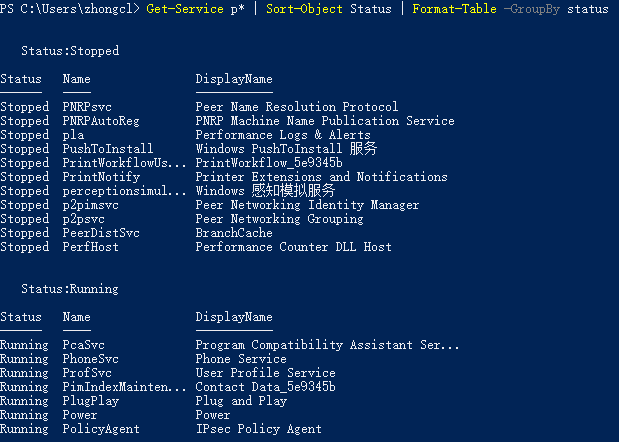 PS C:\Users\zhongcl> Get-Service p* | Sort-Object Status | Format-Table -GroupBy status
Status:Stopped
Status Name DisplayName
Stopped PNRPsvc Peer Name Resolution Protocol
Stopped PNRPAutoReg PNRP Machine Name Publication Service
Stopped pla Performance Logs & Alerts
Stopped PushToInstall Windows PushToInstall 服务
Stopped PrintWorkflowUs... PrintWorkflow_5e9345b
Stopped PrintNotify Printer Extensions and Notifications
Stopped perceptionsimul... Windows 感知模拟服务
Stopped p2pimsvc Peer Networking Identity Manager
Stopped p2psvc Peer Networking Grouping
Stopped PeerDistSvc BranchCache
Stopped PerfHost Performance Counter DLL Host
Status:Running
Status Name DisplayName
Running PcaSvc Program Compatibility Assistant Ser...
Running PhoneSvc Phone Service
Running ProfSvc User Profile Service
Running PimIndexMainten... Contact Data_5e9345b
Running PlugPlay Plug and Play
Running Power Power
Running PolicyAgent IPsec Policy Agent